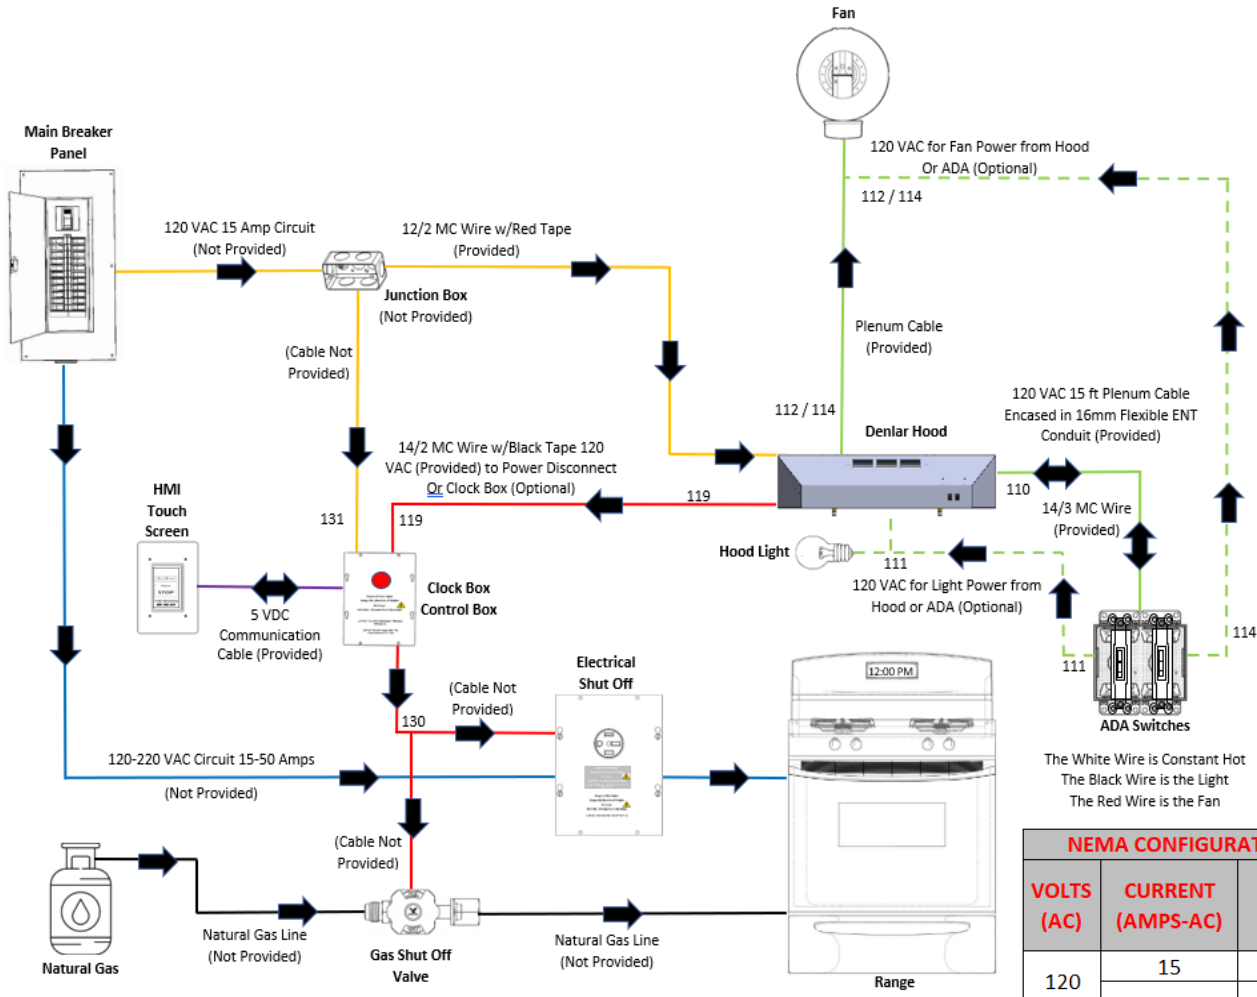 Fan
Main Breaker
Panel
120 VAC for Fan Power from Hood
Or ADA (Optional)
112 / 114
120 VAC 15 Amp Circuit
(Not Provided)
12/2 MC Wire w/Red Tape
(Provided)
Junction Box
(Not Provided)
(Cable Not
Provided)
Plenum Cable
(Provided)
112 / 114
120 VAC 15 ft Plenum Cable
Encased in 16mm Flexible ENT
Conduit (Provided)
Denlar Hood
14/2 MC Wire w/Black Tape 120
VAC (Provided) to Power Disconnect
Or Clock Box (Optional)
HMI
Touch
Screen
131
119
119
110
14/3 MC Wire
(Provided)
Hood Light
111
120 VAC for Light Power from
Hood or ADA (Optional)
STOP
Clock Box
Control Box
5 VDC
Communication
Cable (Provided)
114
111
Electrical
Shut Off
(Cable Not
Provided)
130
12:00 PM
ADA Switches
The White Wire is Constant Hot
The Black Wire is the Light
The Red Wire is the Fan
120-220 VAC Circuit 15-50 Amps
(Not Provided)
(Cable Not
Provided)
NEMA CONFIGURAT
VOLTS
(AC)
CURRENT
(AMPS-AC)
15
120
Natural Gas Line
(Not Provided)
Natural Gas
Gas Shut Off
Valve
Natural Gas Line
(Not Provided)
Range